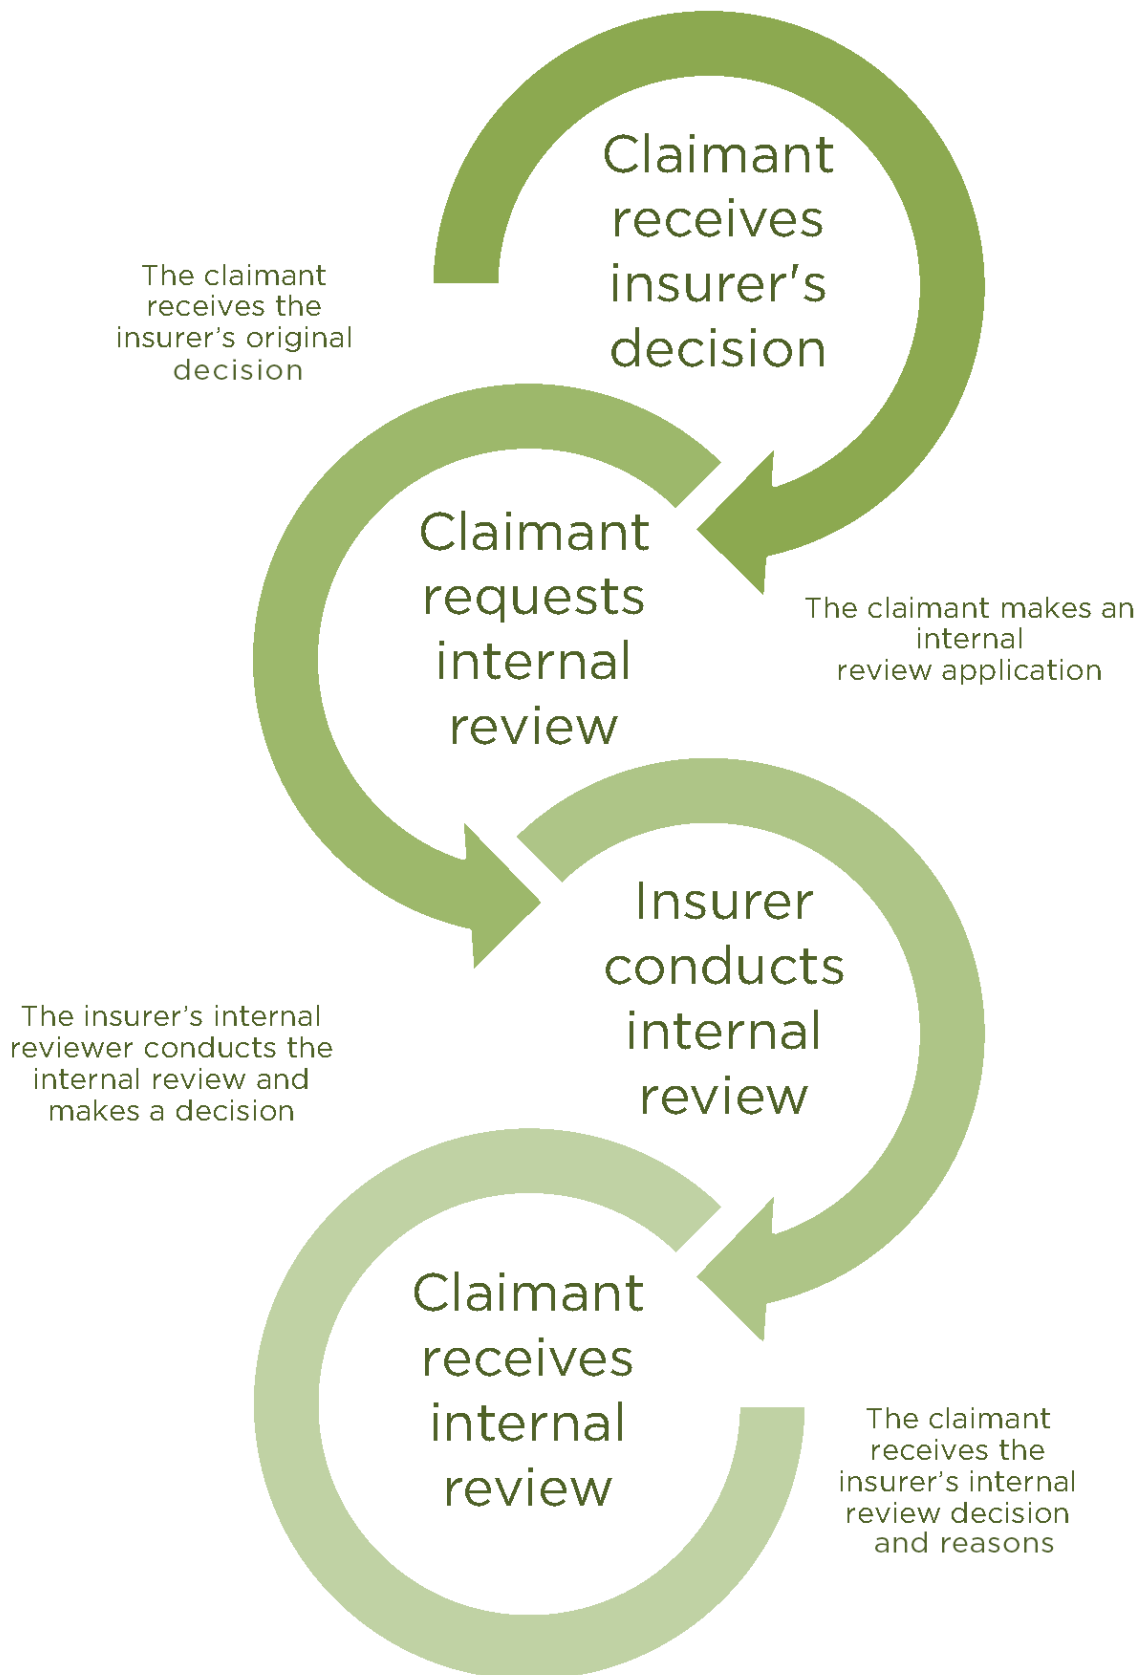 Claimant
receives
insurer's
decision
The claimant
receives the
insurer’s original
decision
Claimant
requests
internal
review
The claimant makes an
internal
review application
Insurer
conducts
internal
review
The insurer’s internal
reviewer conducts the
internal review and
makes a decision
Claimant
receives
internal
review
The claimant
receives the
insurer’s internal
review decision
and reasons